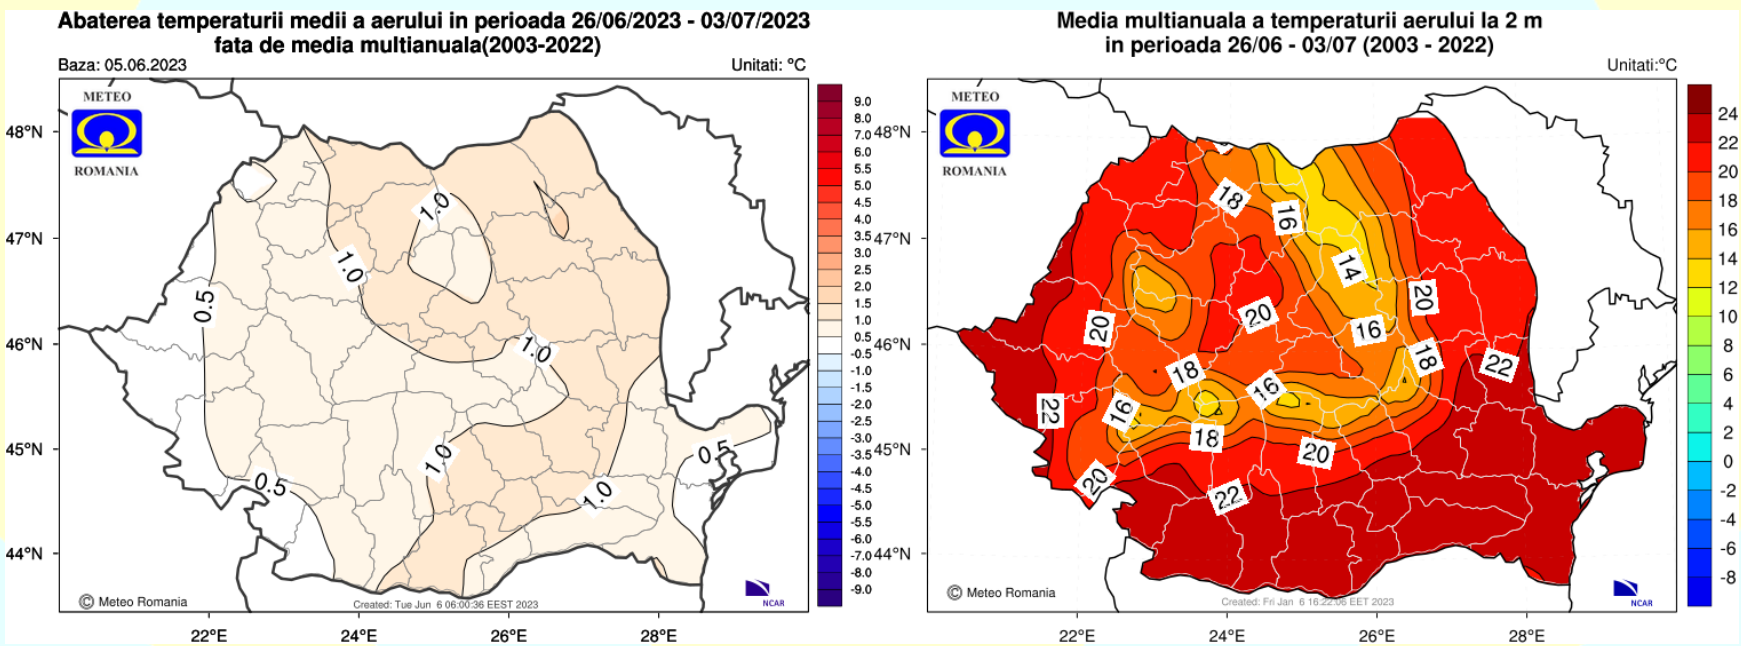 Abaterea temperaturii medii a aerului in perioada 26/06/2023 - 03/07/2023
fata de media multianuala(2003-2022)
Baza: 05.06.2023
Unitati: °C
METEO
ROMANIA
48°N
47°N
46°N
45°N
44°N
22°E
24°E
26°E
28°E
1.0
1.0
0.5
1.0
1.0
0.5
0.5
1.0
9.0
8.0
7.0
6.0
5.5
5.0
4.5
4.0
3.5
3.0
2.5
2.0
1.5
1.0
0.5
-0.5
-1.0
-1.5
-2.0
-2.5
-3.0
-3.5
-4.0
-4.5
-5.0
-5.5
-6.0
-7.0
-8.0
-9.0
© Meteo Romania
Created: Tue Jun 6 06:00:36 EEST 2023
NCAR
Media multianuala a temperaturii aerului la 2 m
in perioada 26/06 - 03/07 (2003 - 2022)
Unitati:°C
METEO
ROMANIA
48°N
47°N
46°N
45°N
44°N
22°E
24°E
26°E
28°E
18
16
14
20
20
20
16
18
22
18
16
16
22
18
20
20
22
24
22
20
18
16
14
12
10
8
6
4
2
0
-2
-4
-6
-8
© Meteo Romania
Created: Fri Jan 6 16:22:06 EET 2023
NCAR